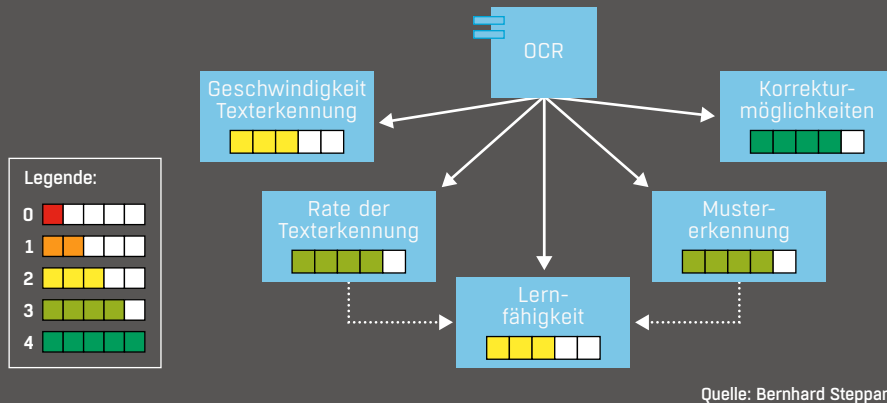 OCR
Geschwindigkeit
Texterkennung
Korrektur-
möglichkeiten
Legende:
0
1
2
3
4
Rate der
Texterkennung
Muster-
erkennung
Lern-
fähigkeit
Quelle: Bernhard Steppan